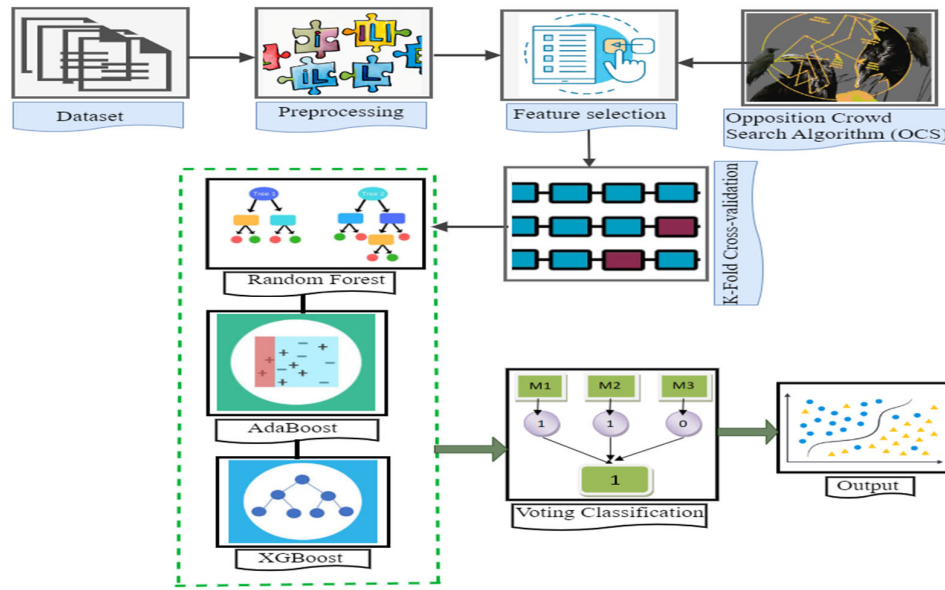 Dataset
Preprocessing
Feature selection
Opposition Crowd
Search Algorithm (OCS)
K-Fold Cross-validation
Tree 1
Tree 2
Random Forest
AdaBoost
XGBoost
M1
M2
M3
1
1
0
1
Voting Classification
Output